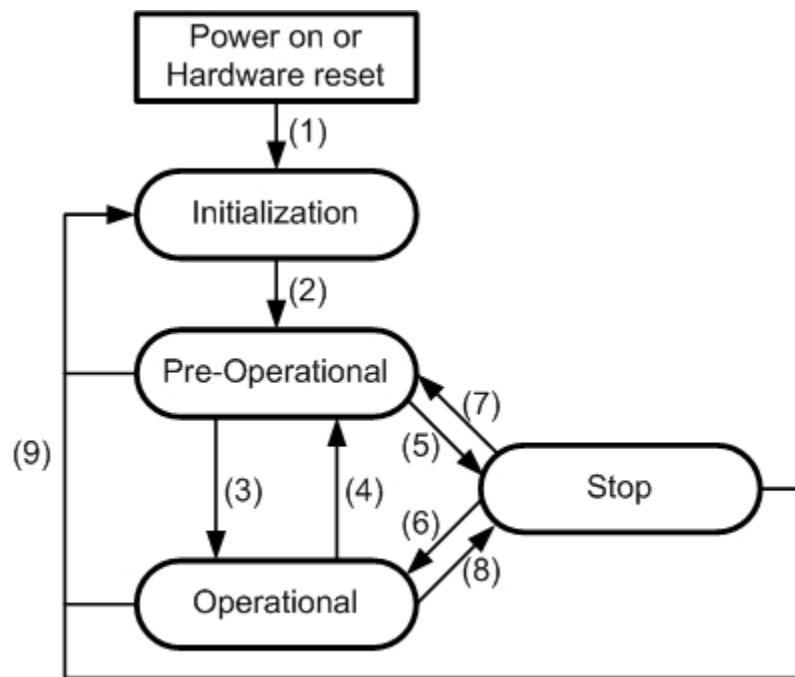 Power on or
Hardware reset
(1)
Initialization
(2)
Pre-Operational
(7)
(5)
(9)
(3)
(4)
(6)
Stop
(8)
Operational